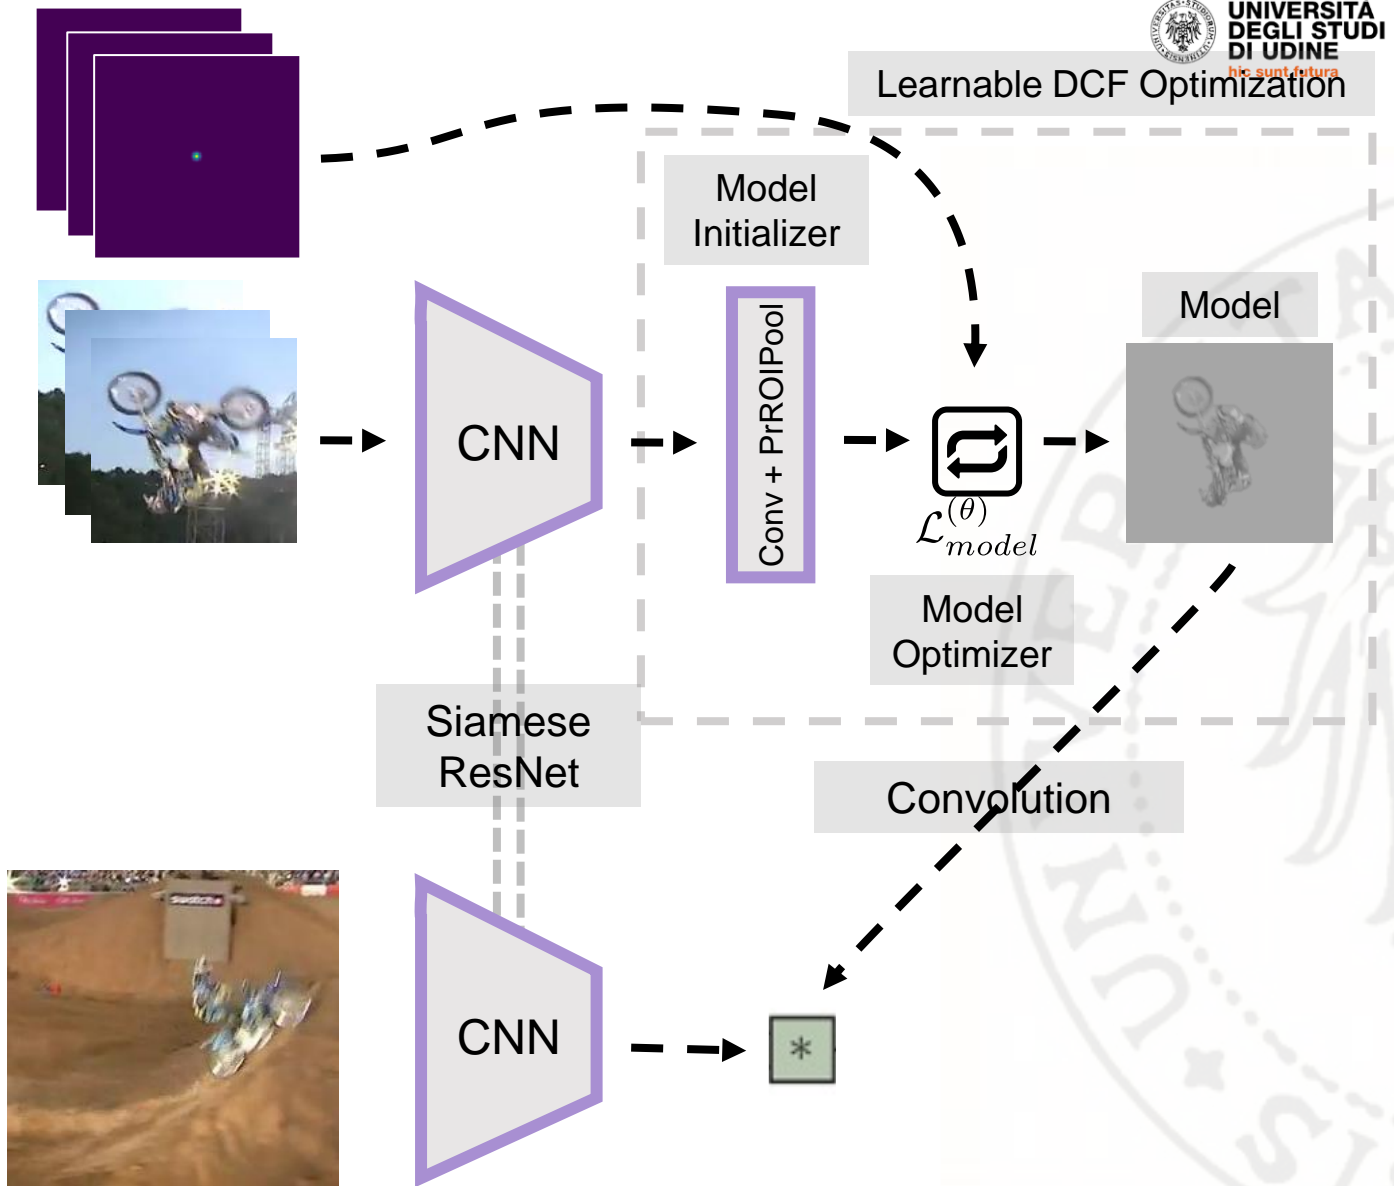 UNIVERSITÀ
DEGLI STUDI
DI UDINE
hic sunt futura
Learnable DCF Optimization
Model
Initializer
Model
CNN
Conv + PrROIPool
$\mathcal{L}_{model}^{(\theta)}$
Model
Optimizer
Siamese
ResNet
Convolution
swatch
CNN
*